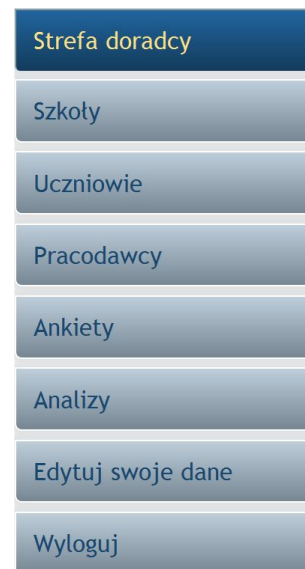 Strefa doradcy
Szkoły
Uczniowie
Pracodawcy
Ankiety
Analizy
Edytuj swoje dane
Wyloguj